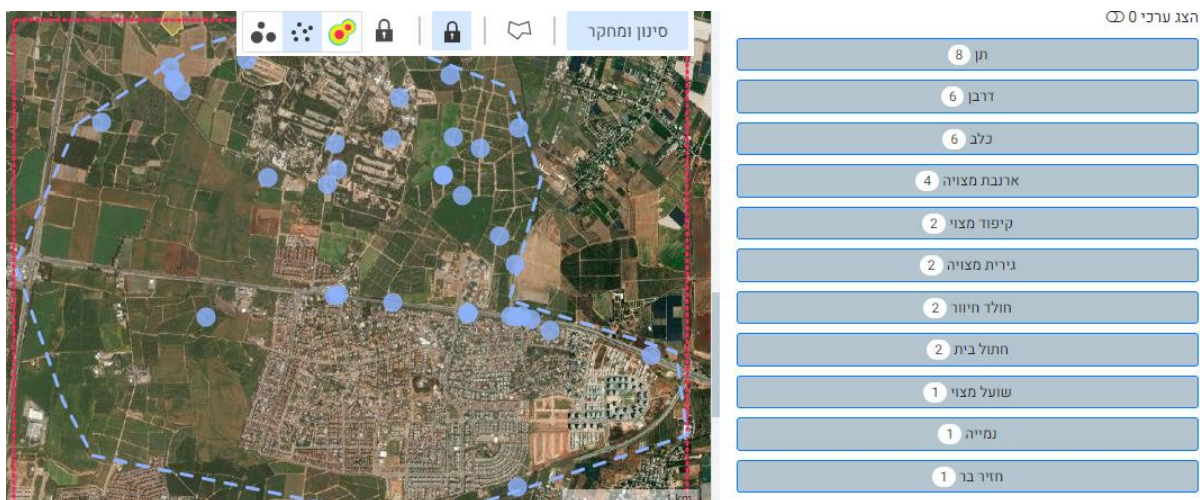 סינון ומחקר
הצג ערכי 0
תן 8
דרבן 6
כלב 6
ארנבת מצויה 4
קיפוד מצוי 2
גירית מצויה 2
חולד חיוור 2
חתול בית 2
שועל מצוי 1
נמייה 1
חזיר בר 1
km